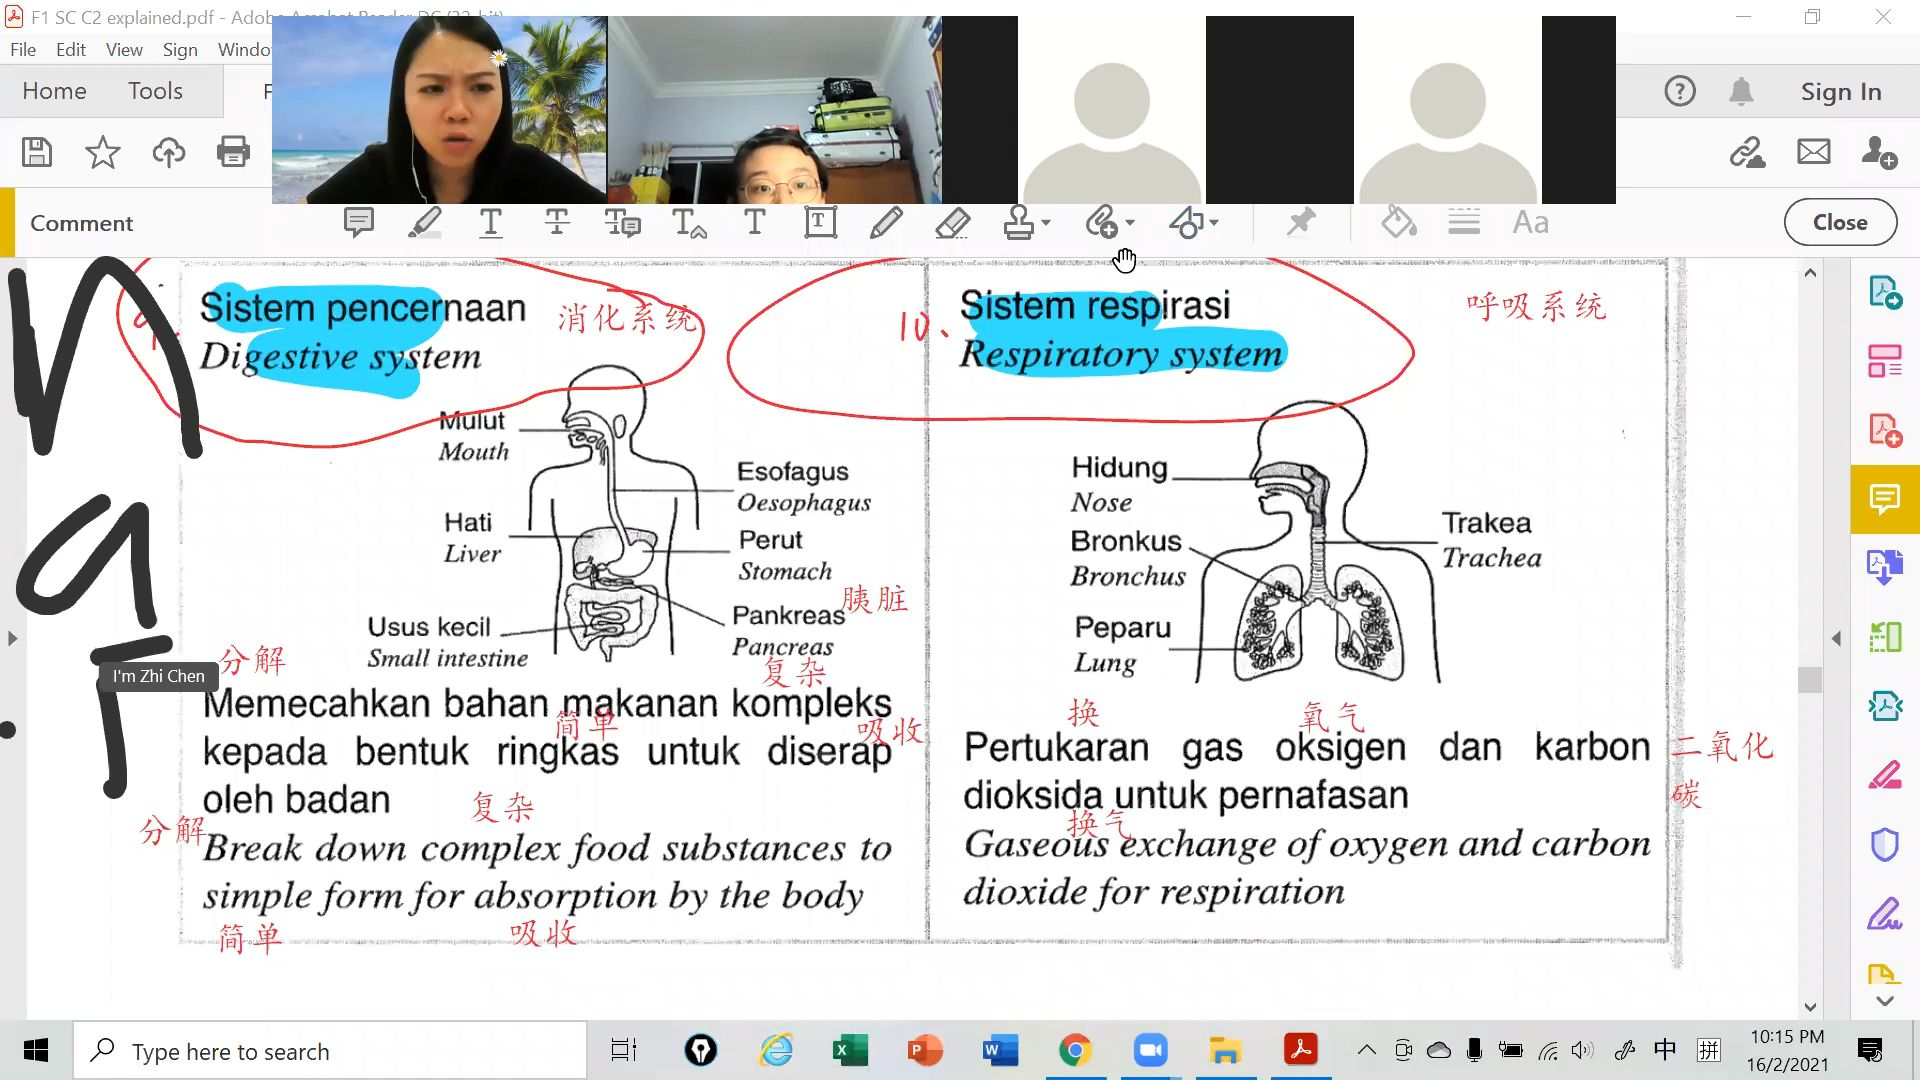 F1 SC C2 explained.pdf - Adobe Acrobat Reader DC (32-bit)
File Edit View Sign Windo
Home Tools F
Sign In
Comment
Close
9.
Sistem pencernaan 消化系统
Digestive system
10、
Sistem respirasi 呼吸系统
Respiratory system
Mulut
Mouth
Esofagus
Oesophagus
Hati
Liver
Perut
Stomach
胰脏
Pankreas
Pancreas
Usus kecil
Small intestine
Hidung
Nose
Bronkus
Bronchus
Trakea
Trachea
Peparu
Lung
I'm Zhi Chen
分解 复杂
Memecahkan bahan makanan kompleks
简单 吸收
kepada bentuk ringkas untuk diserap
oleh badan
分解 复杂
Break down complex food substances to
simple form for absorption by the body
简单 吸收
换 氧气
Pertukaran gas oksigen dan karbon 二氧化
dioksida untuk pernafasan 碳
换气
Gaseous exchange of oxygen and carbon
dioxide for respiration
Type here to search
中 拼
10:15 PM
16/2/2021